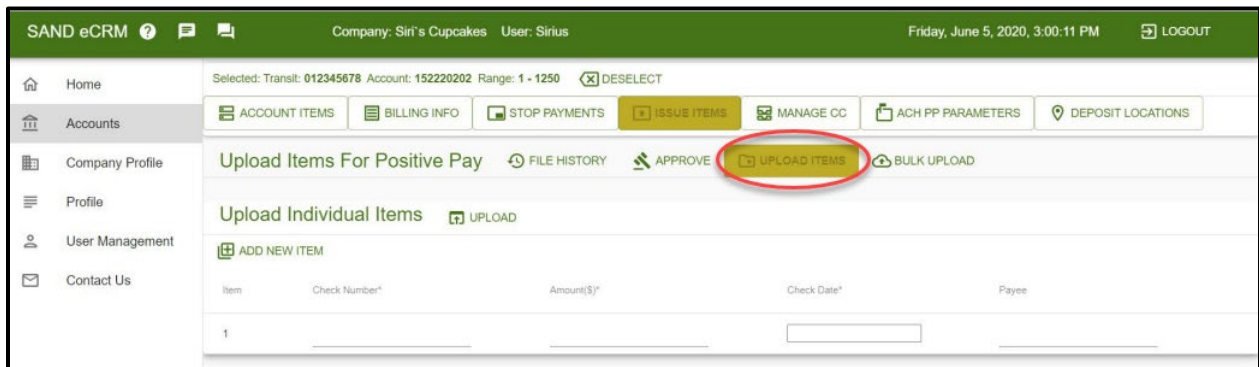 SAND eCRM ? Company: Siri`s Cupcakes User: Sirius Friday, June 5, 2020, 3:00:11 PM LOGOUT
Home
Accounts
Company Profile
Profile
User Management
Contact Us
Selected: Transit: 012345678 Account: 152220202 Range: 1 - 1250 DESELECT
ACCOUNT ITEMS BILLING INFO STOP PAYMENTS ISSUE ITEMS MANAGE CC ACH PP PARAMETERS DEPOSIT LOCATIONS
Upload Items For Positive Pay FILE HISTORY APPROVE UPLOAD ITEMS BULK UPLOAD
Upload Individual Items UPLOAD
ADD NEW ITEM
Item Check Number* Amount($)* Check Date* Payee
1